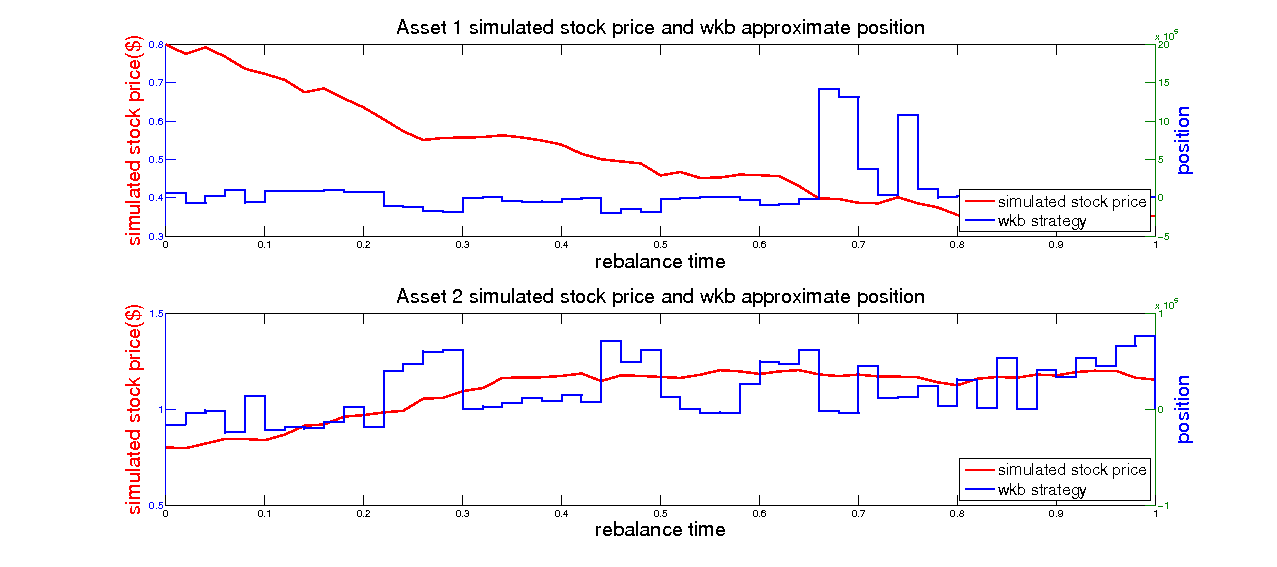 Asset 1 simulated stock price and wkb approximate position
simulated stock price($)
0.8
0.7
0.6
0.5
0.4
0.3
x 10^5
20
15
10
5
0
-5
position
simulated stock price
wkb strategy
0 0.1 0.2 0.3 0.4 0.5 0.6 0.7 0.8 0.9 1
rebalance time
Asset 2 simulated stock price and wkb approximate position
simulated stock price($)
1.5
1
0.5
x 10^5
1
0
-1
position
simulated stock price
wkb strategy
0 0.1 0.2 0.3 0.4 0.5 0.6 0.7 0.8 0.9 1
rebalance time